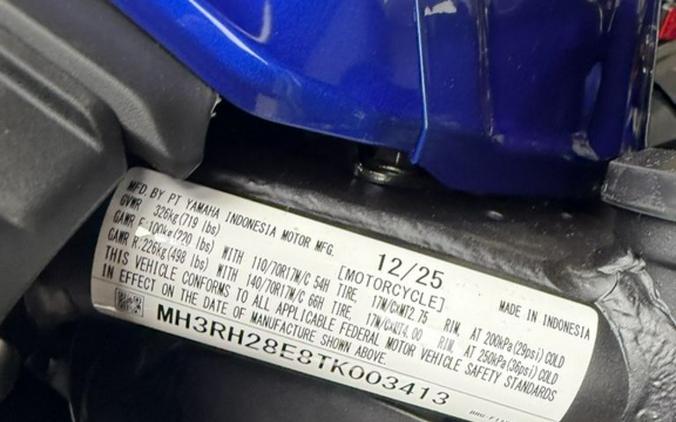 MFD. BY PT YAMAHA INDONESIA MOTOR MFG. 12/25 MADE IN INDONESIA
GVWR 326kg(719 lbs) [MOTORCYCLE]
GAWR F:100kg(220 lbs) WITH 110/70R17M/C 54H TIRE, 17M/CxMT2.75 RIM, AT 200kPa(29psi) COLD
GAWR R:226kg(498 lbs) WITH 140/70R17M/C 66H TIRE, 17M/CxMT4.00 RIM, AT 250kPa(36psi) COLD
THIS VEHICLE CONFORMS TO ALL APPLICABLE FEDERAL MOTOR VEHICLE SAFETY STANDARDS
IN EFFECT ON THE DATE OF MANUFACTURE SHOWN ABOVE.
MH3RH28E8TK003413